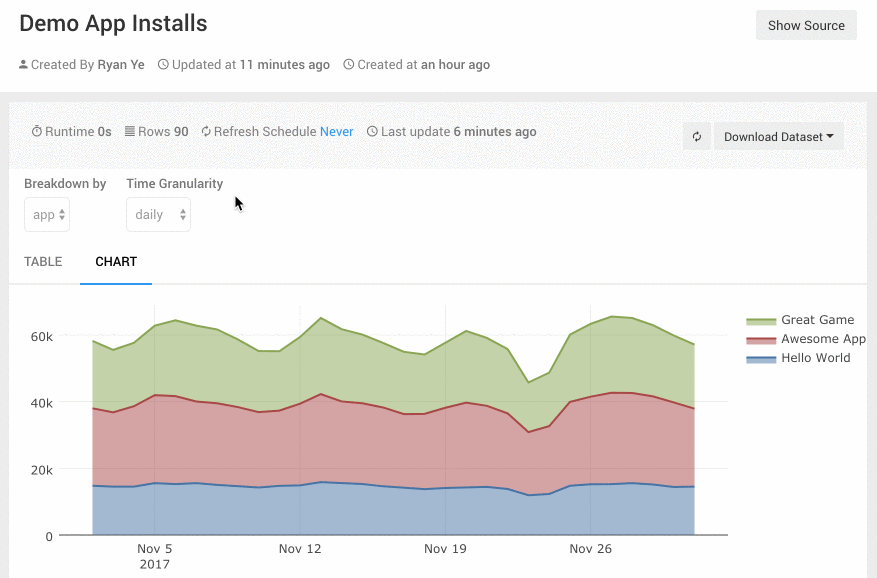 Demo App Installs
Show Source
Created By Ryan Ye Updated at 11 minutes ago Created at an hour ago
Runtime 0s Rows 90 Refresh Schedule Never Last update 6 minutes ago
Download Dataset
Breakdown by Time Granularity
app daily
TABLE CHART
Great Game
Awesome App
Hello World
60k
40k
20k
0
Nov 5 Nov 12 Nov 19 Nov 26
2017